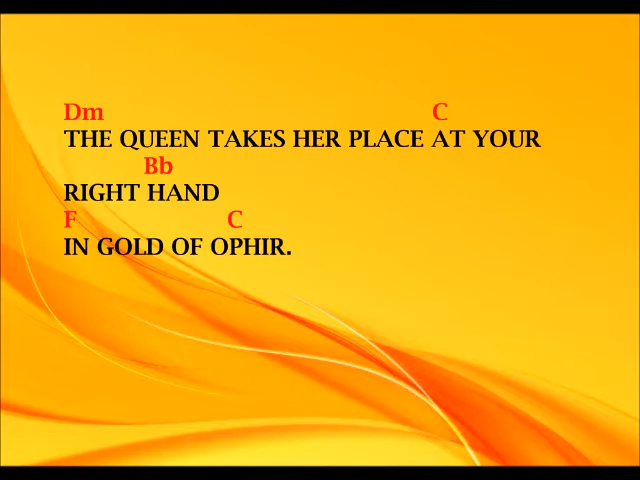 Dm C
THE QUEEN TAKES HER PLACE AT YOUR
Bb
RIGHT HAND
F C
IN GOLD OF OPHIR.